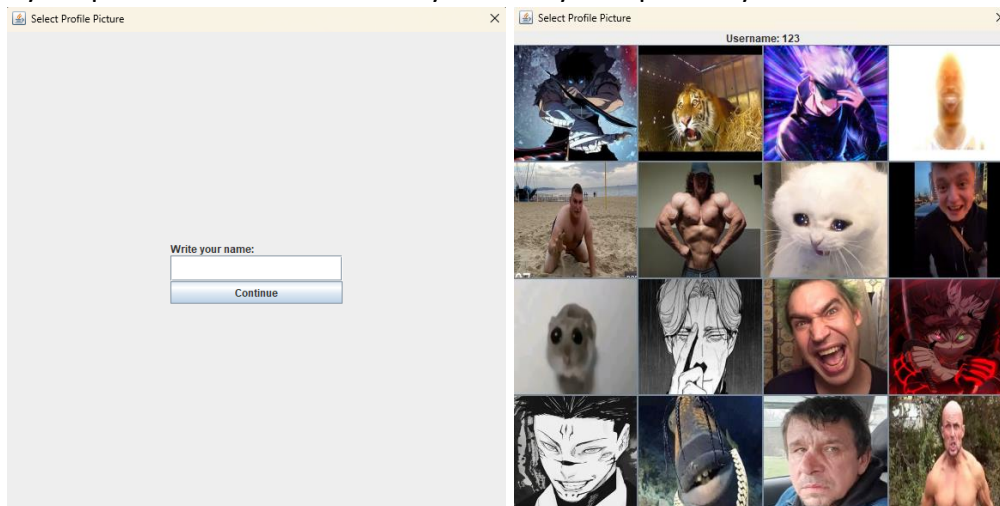 Select Profile Picture
Write your name:
Continue
Select Profile Picture
Username: 123